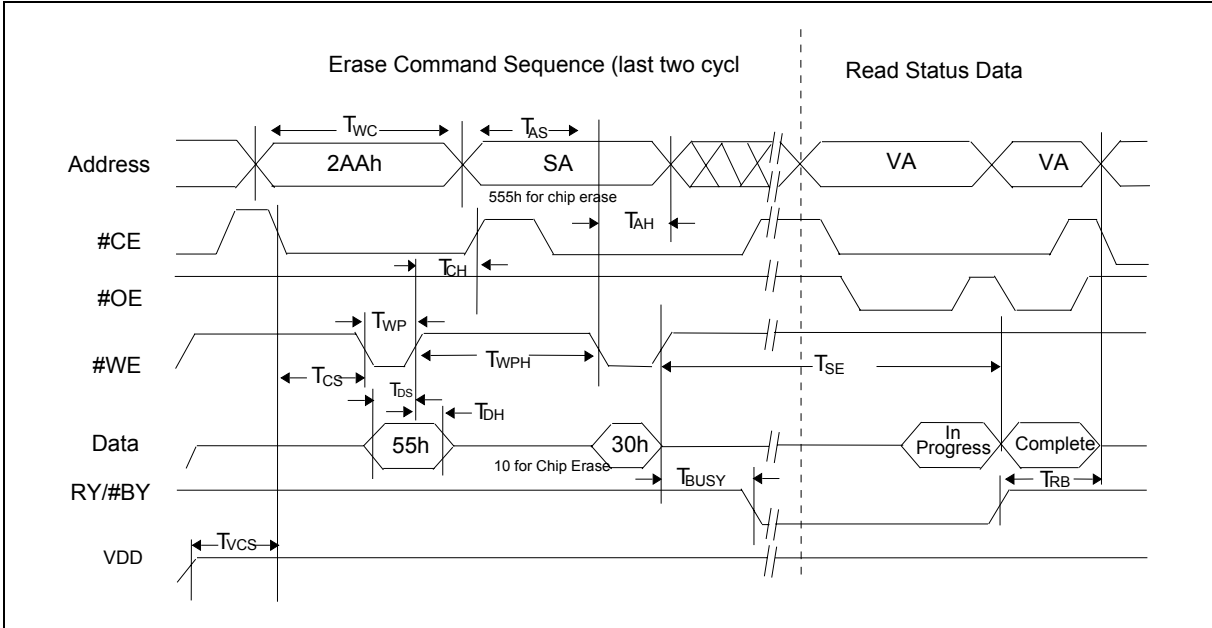 Erase Command Sequence (last two cycl
Read Status Data
TWC
TAS
Address
2AAh
SA
VA
VA
555h for chip erase
TAH
#CE
TCH
#OE
TWP
#WE
TWPH
TCS
TSE
TDS
TDH
Data
55h
30h
In
Progress
Complete
10 for Chip Erase
TBUSY
TRB
RY/#BY
TVCS
VDD